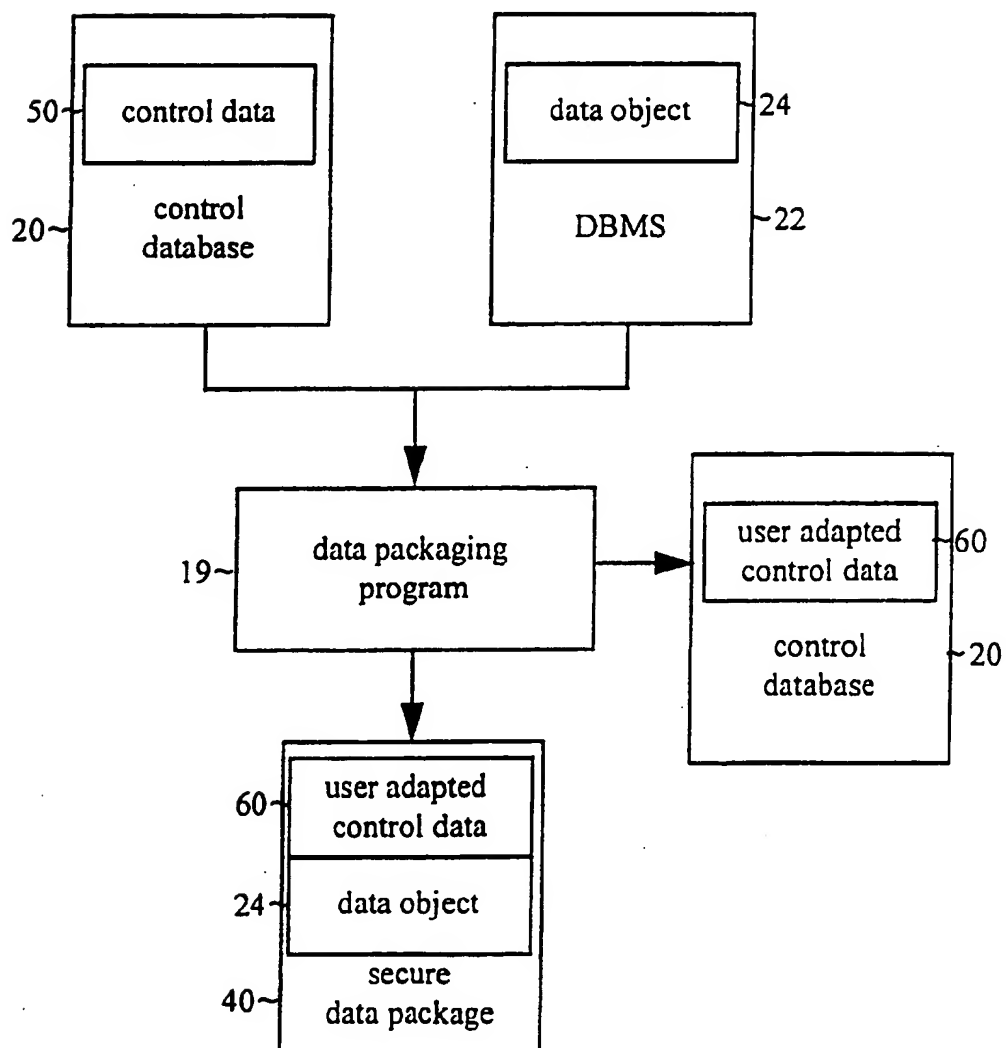 50 control data
data object 24
20 control
database
DBMS 22
19 data packaging
program
user adapted 60
control data
control 20
database
60 user adapted
control data
24 data object
secure
40 data package